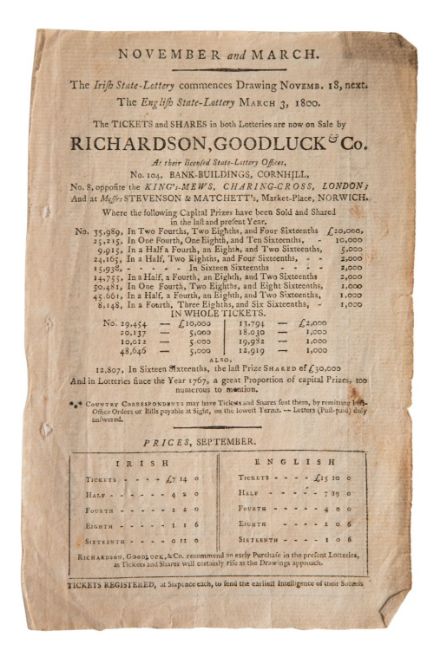 NOVEMBER and MARCH.
The Irish State-Lottery commences Drawing NOVEMB. 18, next.
The English State-Lottery MARCH 3, 1800.
The TICKETS and SHARES in both Lotteries are now on Sale by
RICHARDSON, GOODLUCK & Co.
At their licensed State-Lottery Offices,
No. 104, BANK-BUILDINGS, CORNHILL,
No. 8, opposite the KING's-MEWS, CHARING-CROSS, LONDON;
And at Messrs STEVENSON & MATCHETT's, Market-Place, NORWICH.
Where the following Capital Prizes have been Sold and Shared
in the last and present Year.
No. 35,989, In Two Fourths, Two Eighths, and Four Sixteenths £20,000,
25,215, In One Fourth, One Eighth, and Ten Sixteenths, - 10,000
9,912, In Half a Fourth, an Eighth, and Two Sixteenths, 5,000
24,165, In a Half, Two Eighths, and Four Sixteenths, - 2,000
15,938, - - - - - In Sixteen Sixteenths - - - 2,000
14,755, In a Half, a Fourth, an Eighth, and Two Sixteenths 2,000
50,481, In One Fourth, Two Eighths, and Eight Sixteenths, 1,000
45,661, In a Half, a Fourth, an Eighth, and Two Sixteenths, 1,000
8,148, In a Fourth, Three Eighths, and Six Sixteenths, - 1,000
IN WHOLE TICKETS.
No. 29,454 — £10,000 13,794 — £2,000
20,137 — 5,000 18,030 — 1,000
10,012 — 5,000 19,982 — 1,000
48,646 — 5,000 12,919 — 1,000
ALSO,
12,807, In Sixteen Sixteenths, the last Prize SHARED of £30,000
And in Lotteries since the Year 1767, a great Proportion of capital Prizes, too
numerous to mention.
*** COUNTRY CORRESPONDENTS may have Tickets and Shares sent them, by remitting Post-
Office Orders or Bills payable at Sight, on the lowest Terms. — Letters (Post-paid) duly
answered.
PRICES, SEPTEMBER.
IRISH
TICKETS - - - - £7 14 0
HALF - - - - - - 4 2 0
FOURTH - - - - - 2 2 0
EIGHTH - - - - - 1 1 6
SIXTEENTH - - - 0 11 0
ENGLISH
TICKETS - - - - £15 10 0
HALF - - - - - 7 19 0
FOURTH - - - - 4 0 0
EIGHTH - - - - 2 0 6
SIXTEENTH - - - 1 0 6
RICHARDSON, GOODLUCK, & Co. recommend an early Purchase in the present Lotteries,
as Tickets and Shares will certainly rise as the Drawings approach.
TICKETS REGISTERED, at Sixpence each, to send the earliest Intelligence of their Success